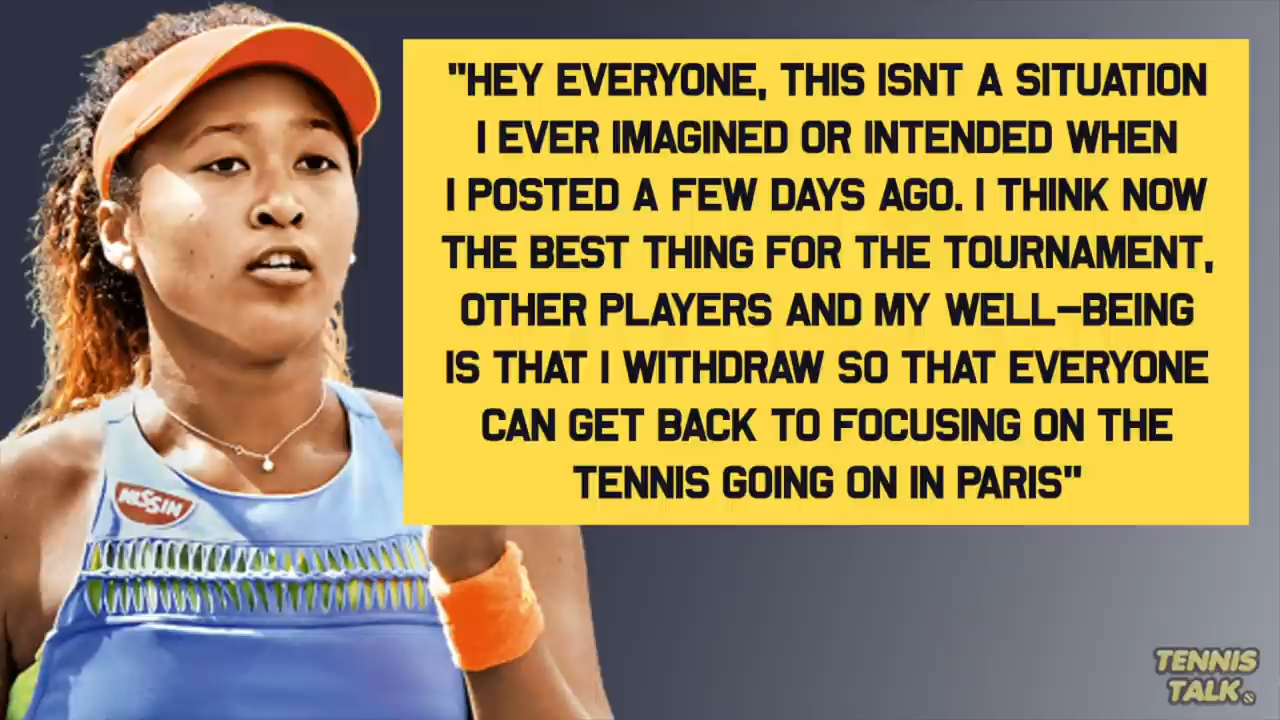 "HEY EVERYONE, THIS ISNT A SITUATION
I EVER IMAGINED OR INTENDED WHEN
I POSTED A FEW DAYS AGO. I THINK NOW
THE BEST THING FOR THE TOURNAMENT,
OTHER PLAYERS AND MY WELL-BEING
IS THAT I WITHDRAW SO THAT EVERYONE
CAN GET BACK TO FOCUSING ON THE
TENNIS GOING ON IN PARIS"
NISSIN
TENNIS
TALK